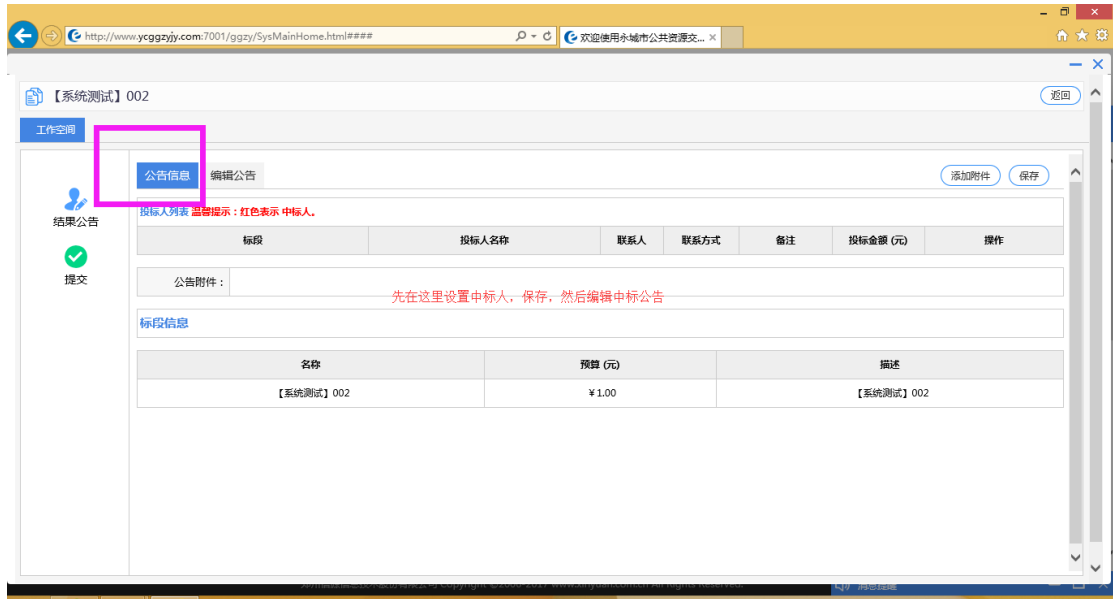 http://www.ycggzyjy.com:7001/ggzy/SysMainHome.html####
欢迎使用永城市公共资源交...
【系统测试】002
返回
工作空间
公告信息 编辑公告 添加附件 保存
结果公告
提交
投标人列表 温馨提示：红色表示 中标人。
标段 投标人名称 联系人 联系方式 备注 投标金额 (元) 操作
公告附件：
先在这里设置中标人，保存，然后编辑中标公告
标段信息
名称 预算 (元) 描述
【系统测试】002 ¥1.00 【系统测试】002